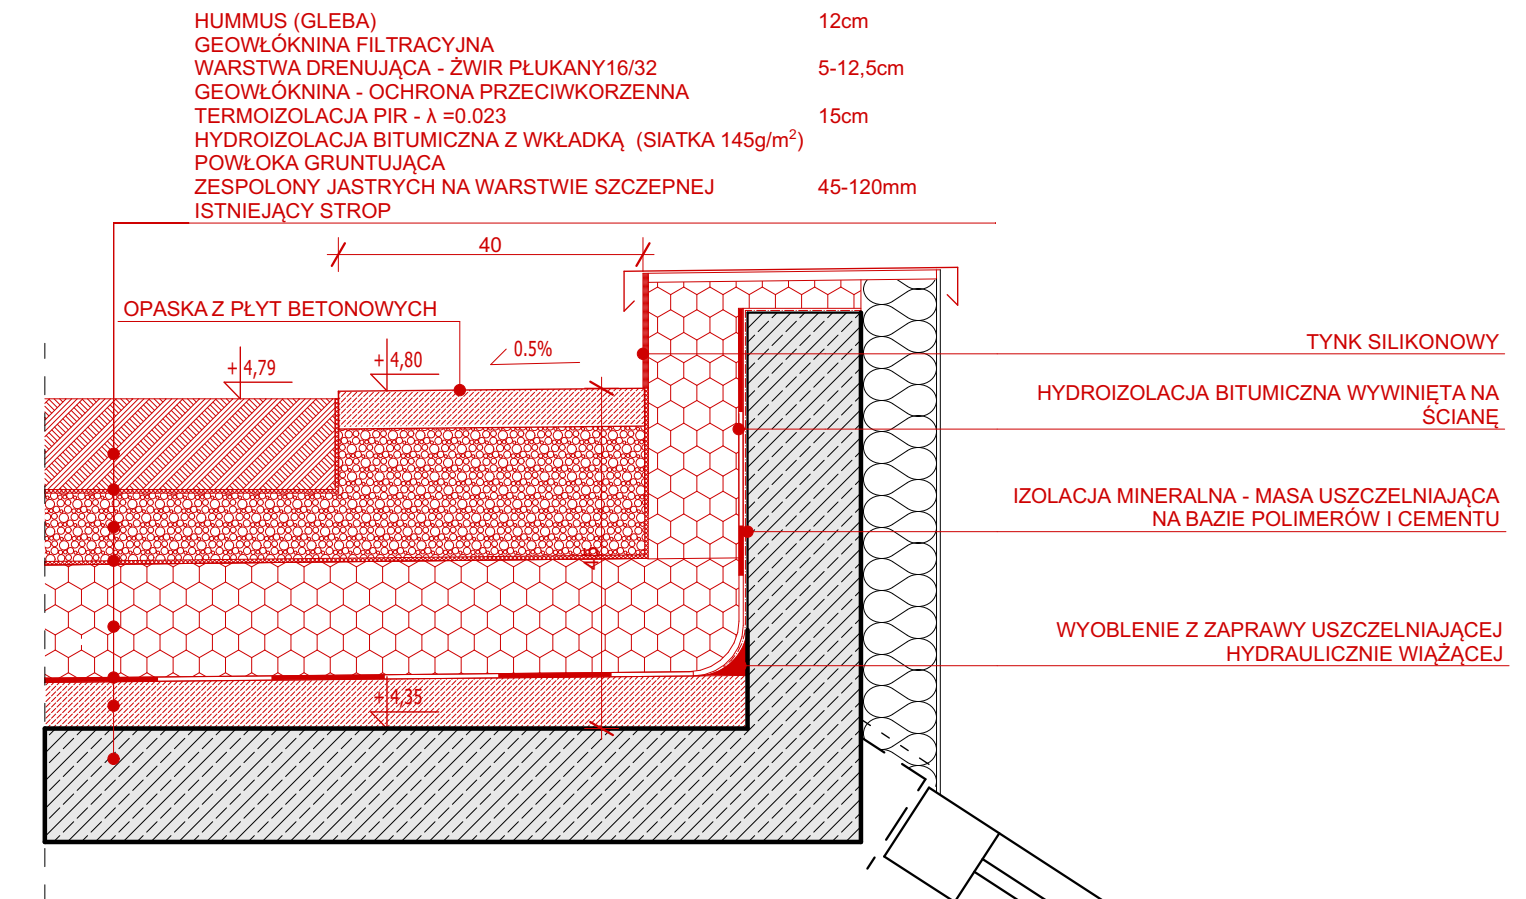 HUMMUS (GLEBA) 12cm
GEOWŁÓKNINA FILTRACYJNA
WARSTWA DRENUJĄCA - ŻWIR PŁUKANY16/32 5-12,5cm
GEOWŁÓKNINA - OCHRONA PRZECIWKORZENNA
TERMOIZOLACJA PIR - λ =0.023 15cm
HYDROIZOLACJA BITUMICZNA Z WKŁADKĄ (SIATKA 145g/m²)
POWŁOKA GRUNTUJĄCA
ZESPOLONY JASTRYCH NA WARSTWIE SZCZEPNEJ 45-120mm
ISTNIEJĄCY STROP
40
OPASKA Z PŁYT BETONOWYCH
+4,79
+4,80
0.5%
TYNK SILIKONOWY
HYDROIZOLACJA BITUMICZNA WYWINIĘTA NA
ŚCIANĘ
IZOLACJA MINERALNA - MASA USZCZELNIAJĄCA
NA BAZIE POLIMERÓW I CEMENTU
WYOBLENIE Z ZAPRAWY USZCZELNIAJĄCEJ
HYDRAULICZNIE WIĄŻĄCEJ
+4,35